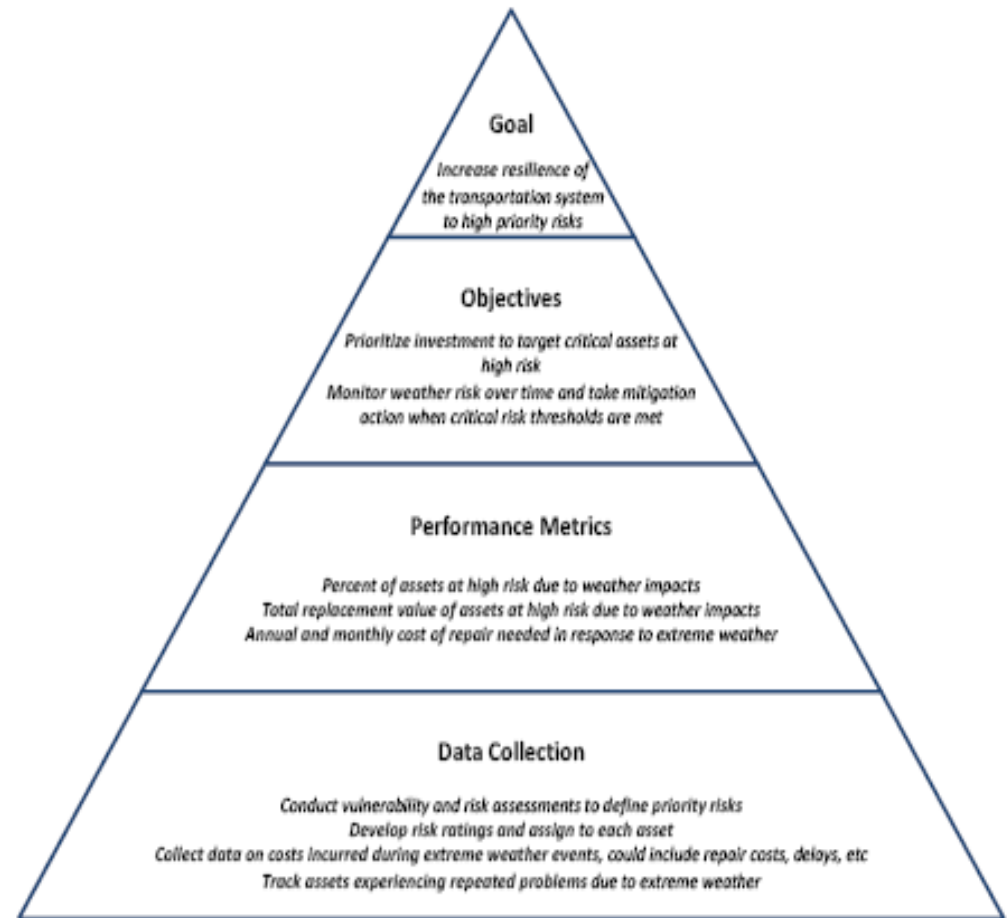 Goal
Increase resilience of
the transportation system
to high priority risks
Objectives
Prioritize investment to target critical assets at
high risk
Monitor weather risk over time and take mitigation
action when critical risk thresholds are met
Performance Metrics
Percent of assets at high risk due to weather impacts
Total replacement value of assets at high risk due to weather impacts
Annual and monthly cost of repair needed in response to extreme weather
Data Collection
Conduct vulnerability and risk assessments to define priority risks
Develop risk ratings and assign to each asset
Collect data on costs incurred during extreme weather events, could include repair costs, delays, etc
Track assets experiencing repeated problems due to extreme weather